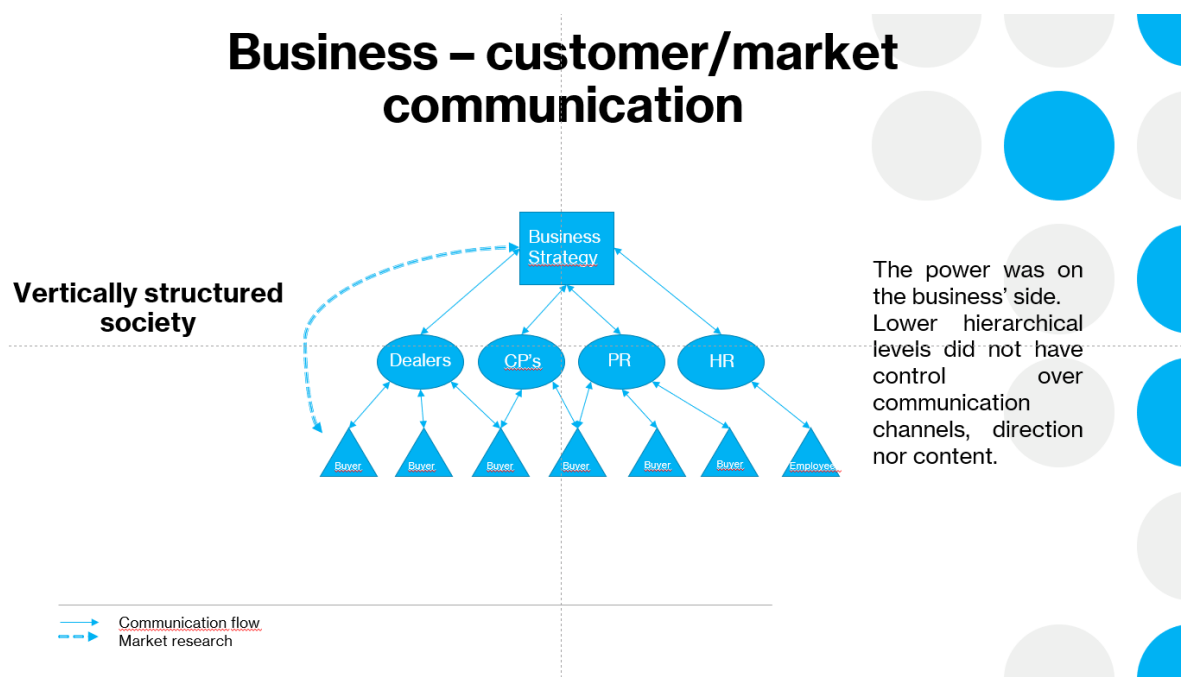 Business – customer/market
communication
Business
Strategy
Vertically structured
society
The power was on
the business’ side.
Lower hierarchical
levels did not have
control over
communication
channels, direction
nor content.
Dealers
CP's
PR
HR
Buyer
Buyer
Buyer
Buyer
Buyer
Buyer
Employee
Communication flow
Market research